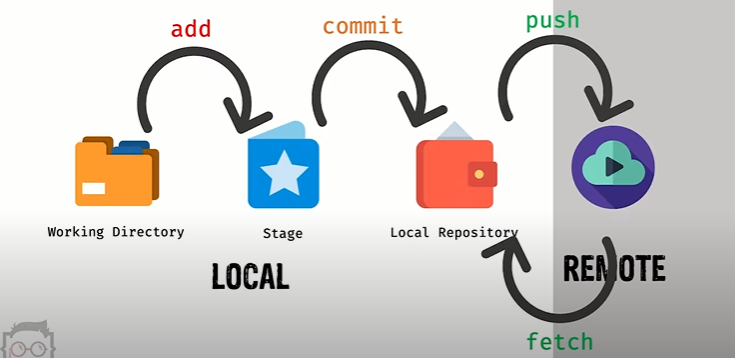 add
commit
push
Working Directory
Stage
Local Repository
LOCAL
REMOTE
fetch